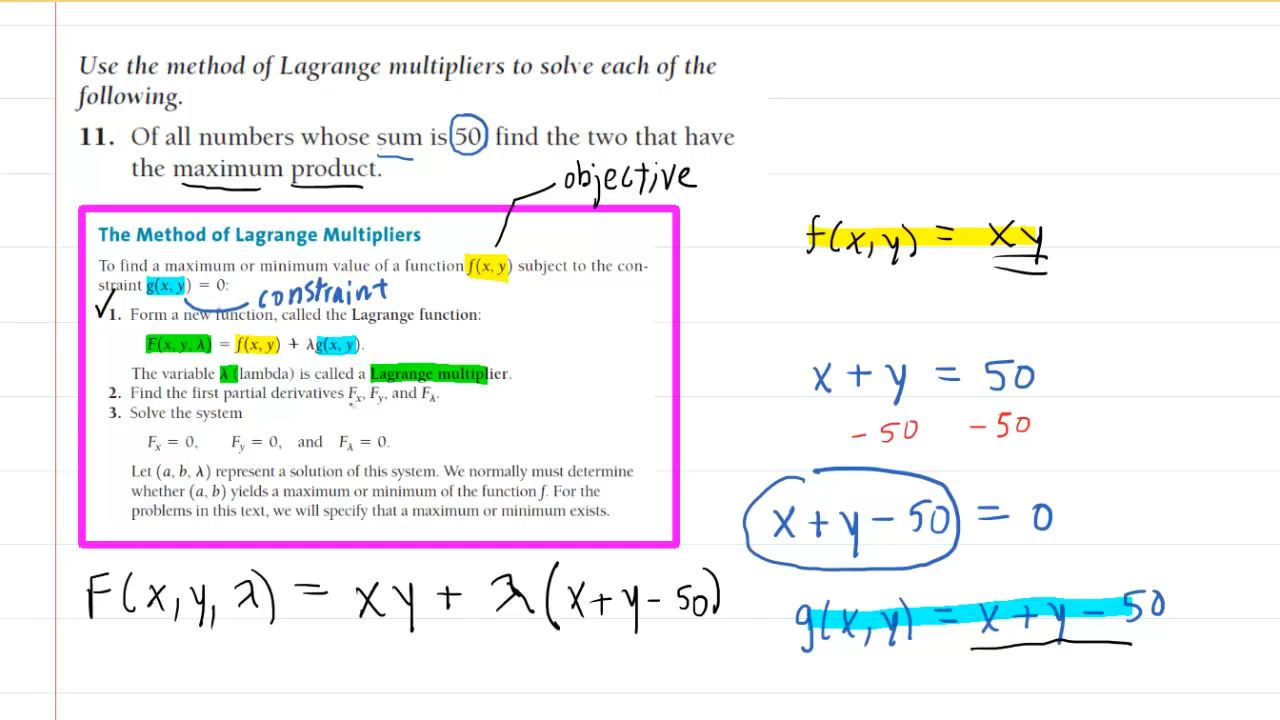 Use the method of Lagrange multipliers to solve each of the
following.
11. Of all numbers whose sum is 50 find the two that have
the maximum product.
objective
The Method of Lagrange Multipliers
To find a maximum or minimum value of a function f(x, y) subject to the con-
straint g(x, y) = 0:
constraint
1. Form a new function, called the Lagrange function:
F(x, y, λ) = f(x, y) + λg(x, y).
The variable λ (lambda) is called a Lagrange multiplier.
2. Find the first partial derivatives Fₓ, Fy, and Fλ.
3. Solve the system
Fₓ = 0, Fy = 0, and Fλ = 0.
Let (a, b, λ) represent a solution of this system. We normally must determine
whether (a, b) yields a maximum or minimum of the function f. For the
problems in this text, we will specify that a maximum or minimum exists.
F(x, y, λ) = xy + λ(x+y-50)
f(x, y) = xy
x + y = 50
- 50 - 50
x+y-50 = 0
g(x, y) = x + y - 50